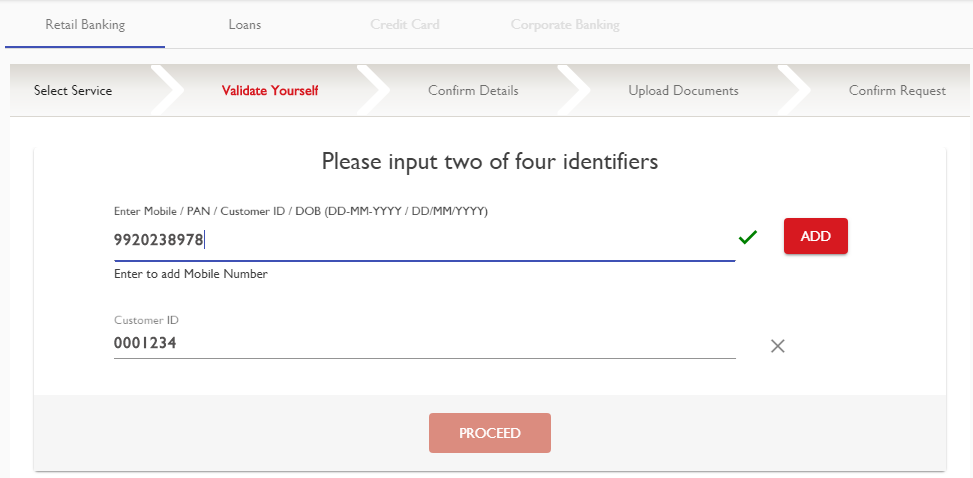 Retail Banking Loans Credit Card Corporate Banking
Select Service Validate Yourself Confirm Details Upload Documents Confirm Request
Please input two of four identifiers
Enter Mobile / PAN / Customer ID / DOB (DD-MM-YYYY / DD/MM/YYYY)
9920238978 ADD
Enter to add Mobile Number
Customer ID
0001234
PROCEED